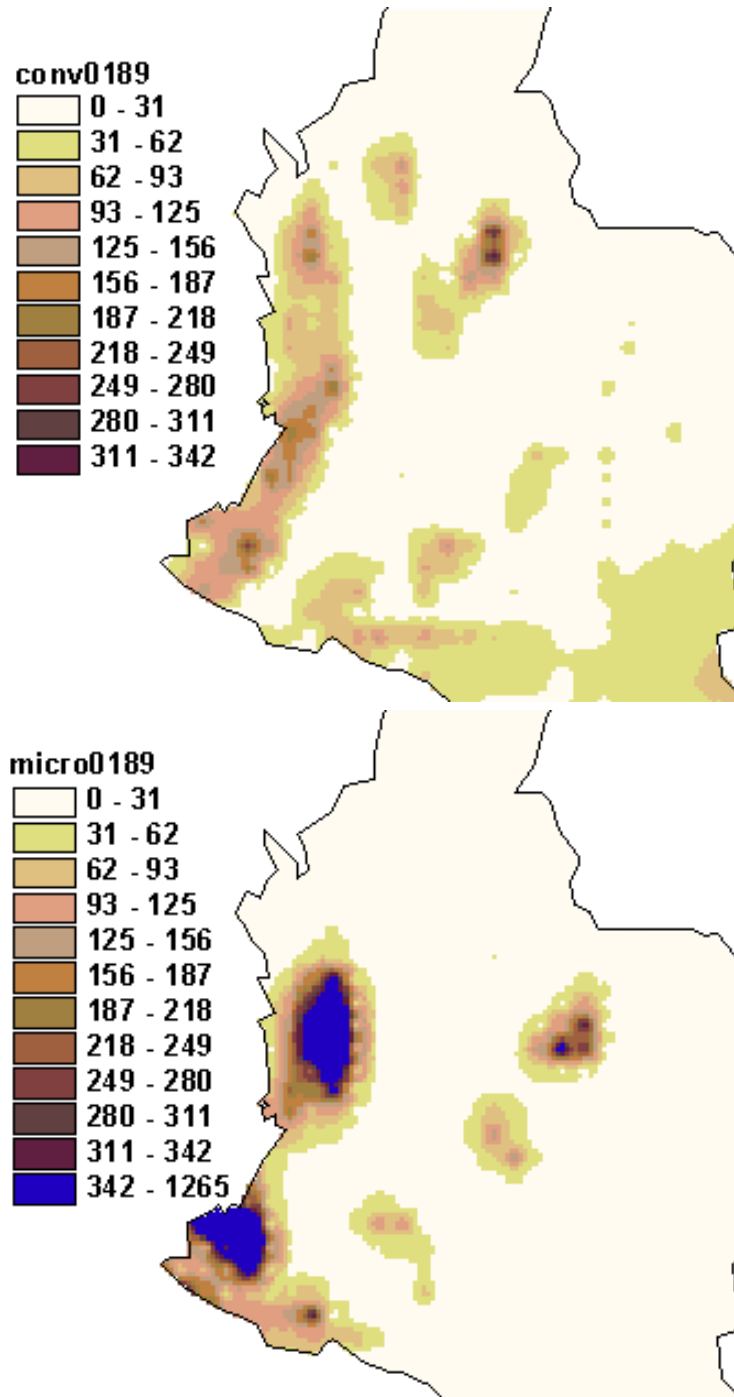 conv0189
0 - 31
31 - 62
62 - 93
93 - 125
125 - 156
156 - 187
187 - 218
218 - 249
249 - 280
280 - 311
311 - 342
micro0189
0 - 31
31 - 62
62 - 93
93 - 125
125 - 156
156 - 187
187 - 218
218 - 249
249 - 280
280 - 311
311 - 342
342 - 1265